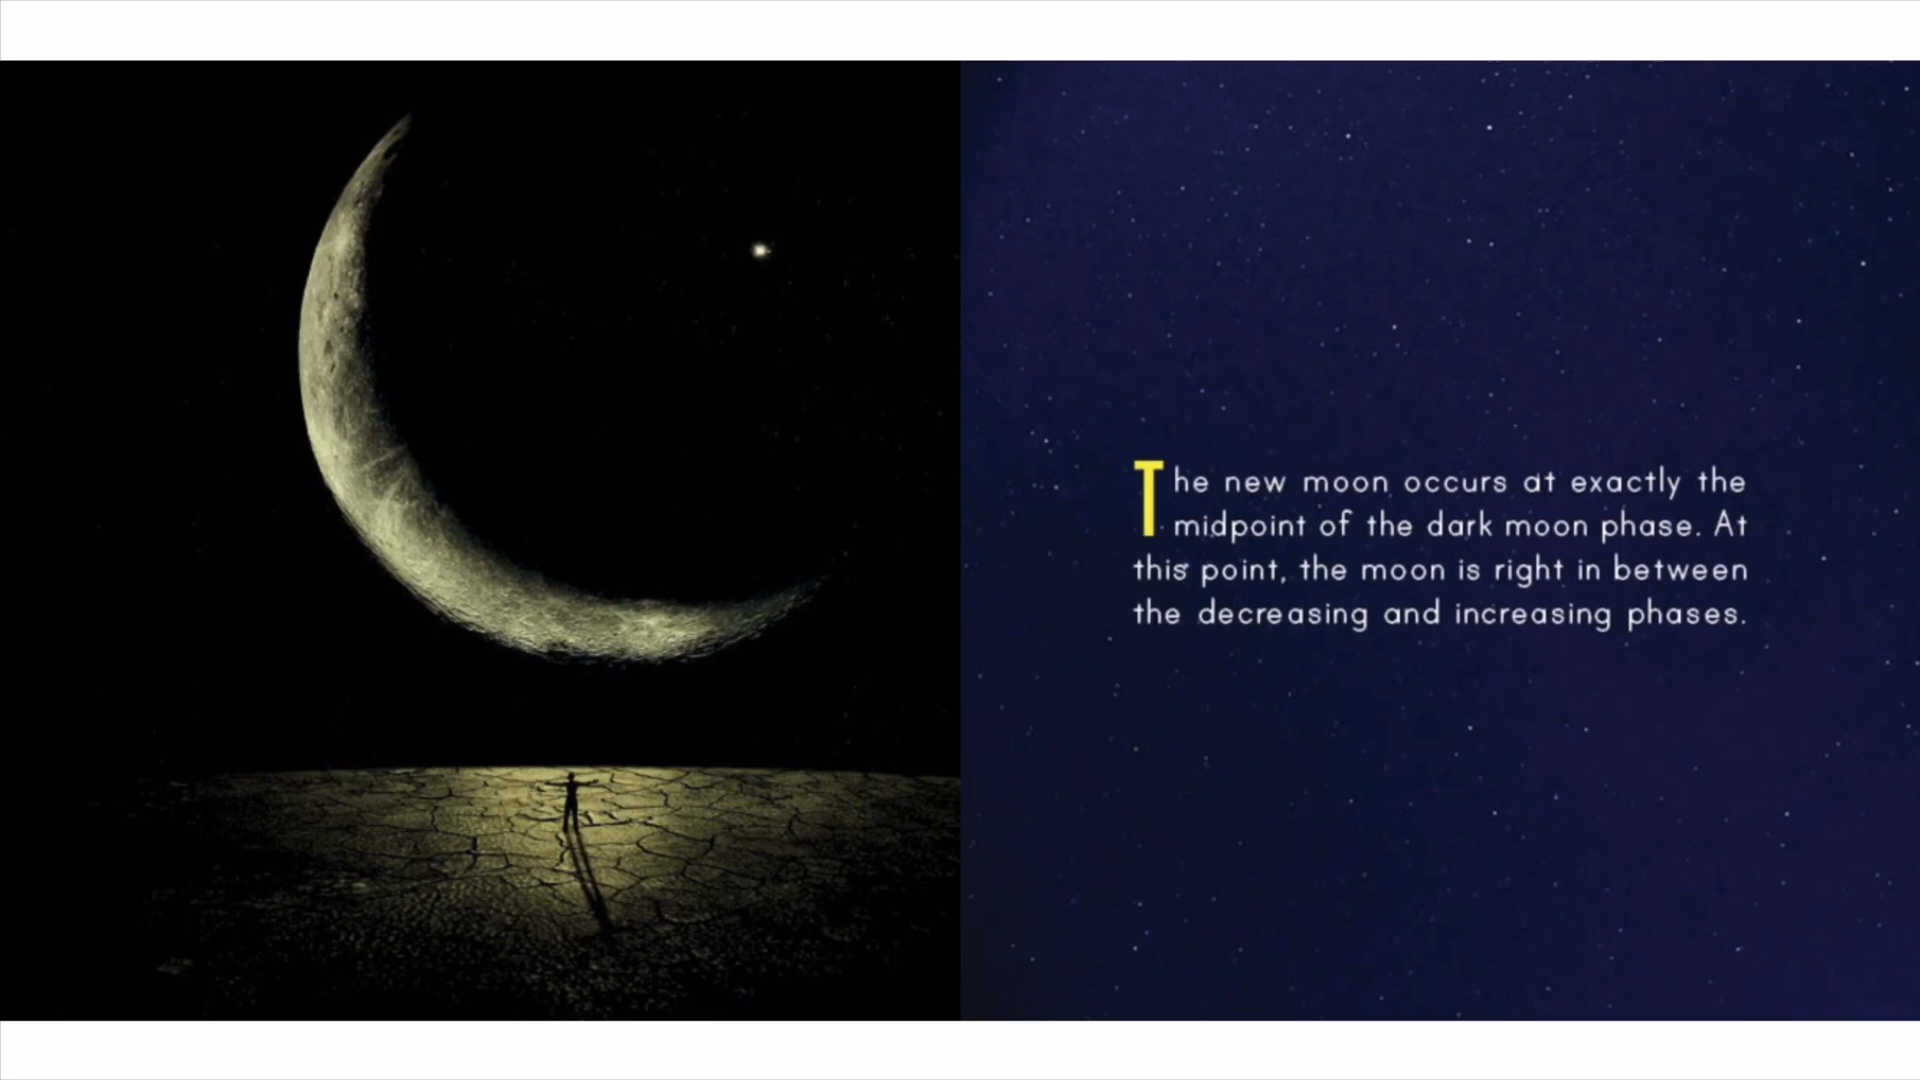 The new moon occurs at exactly the
midpoint of the dark moon phase. At
this point, the moon is right in between
the decreasing and increasing phases.